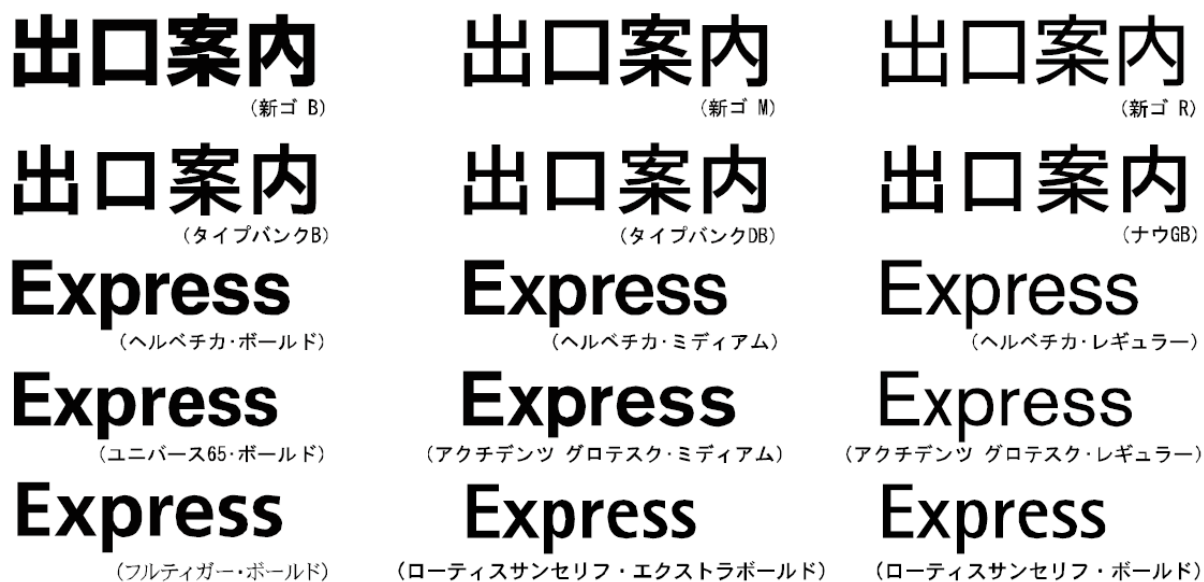 出口案内 出口案内 出口案内
(新ゴ B) (新ゴ M) (新ゴ R)
出口案内 出口案内 出口案内
(タイプバンクB) (タイプバンクDB) (ナウGB)
Express Express Express
(ヘルベチカ・ボールド) (ヘルベチカ・ミディアム) (ヘルベチカ・レギュラー)
Express Express Express
(ユニバース65・ボールド) (アクチデンツ グロテスク・ミディアム) (アクチデンツ グロテスク・レギュラー)
Express Express Express
(フルティガー・ボールド) (ローティスサンセリフ・エクストラボールド) (ローティスサンセリフ・ボールド)